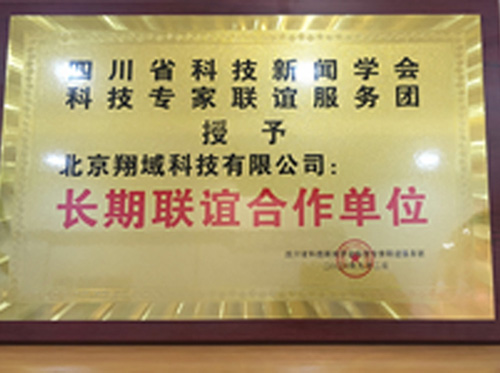 四川省科技新闻学会
科技专家联谊服务团
授予
北京翔域科技有限公司：
长期联谊合作单位